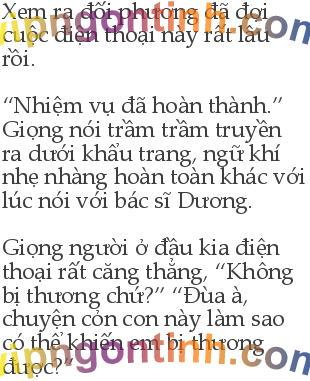 Xem ra đối phương đã đợi
cuộc điện thoại này rất lâu
rồi.
“Nhiệm vụ đã hoàn thành.”
Giọng nói trầm trầm truyền
ra dưới khẩu trang, ngữ khí
nhẹ nhàng hoàn toàn khác với
lúc nói với bác sĩ Dương.
Giọng người ở đầu kia điện
thoại rất căng thẳng, “Không
bị thương chứ?” “Đùa à,
chuyện cỏn con này làm sao
có thể khiến em bị thương
được?”
vipngontinh.com
vipngontinh.com